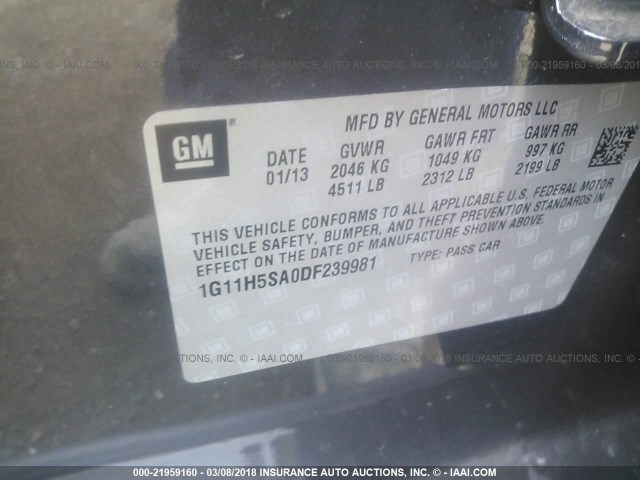 GM®
MFD BY GENERAL MOTORS LLC
DATE GVWR GAWR FRT GAWR RR
01/13 2046 KG 1049 KG 997 KG
4511 LB 2312 LB 2199 LB
THIS VEHICLE CONFORMS TO ALL APPLICABLE U.S. FEDERAL MOTOR
VEHICLE SAFETY, BUMPER, AND THEFT PREVENTION STANDARDS IN
EFFECT ON THE DATE OF MANUFACTURE SHOWN ABOVE.
1G11H5SA0DF239981 TYPE: PASS CAR
000-21959160 - 03/08/2018 INSURANCE AUTO AUCTIONS, INC. - © IAAI.COM